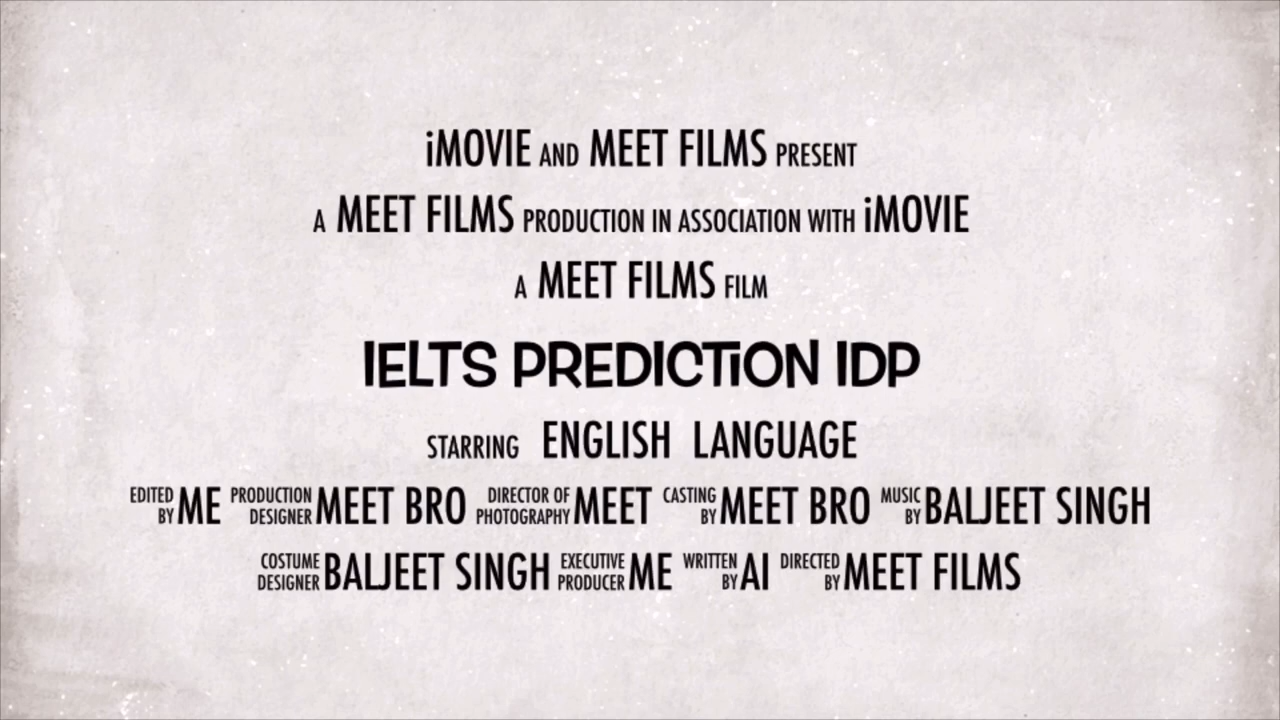 iMOVIE AND MEET FILMS PRESENT
A MEET FILMS PRODUCTION IN ASSOCIATION WITH iMOVIE
A MEET FILMS FILM
IELTS PREDICTiON IDP
STARRING ENGLISH LANGUAGE
EDITED BY ME PRODUCTION DESIGNER MEET BRO DIRECTOR OF PHOTOGRAPHY MEET CASTING BY MEET BRO MUSIC BY BALJEET SINGH
COSTUME DESIGNER BALJEET SINGH EXECUTIVE PRODUCER ME WRITTEN BY AI DIRECTED BY MEET FILMS